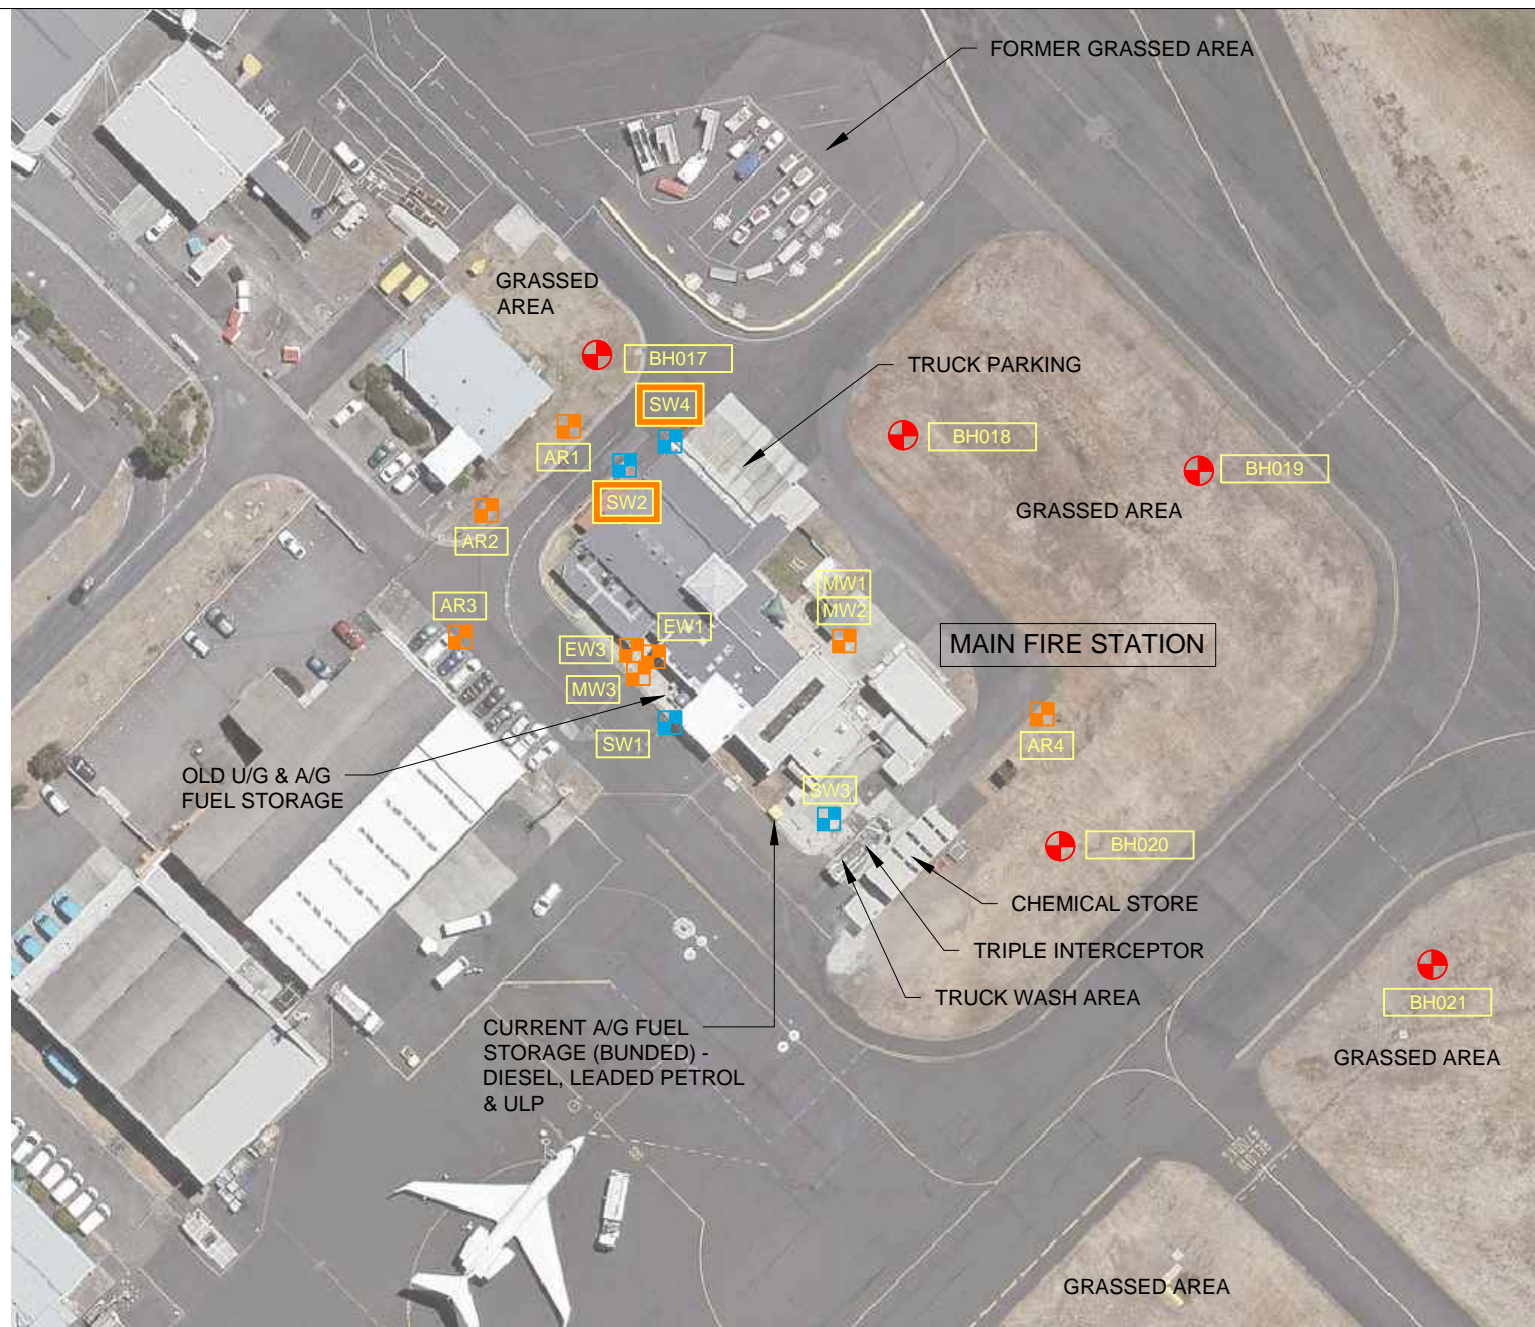 FORMER GRASSED AREA
GRASSED
AREA
BH017
TRUCK PARKING
SW4
BH018
AR1
BH019
SW2
GRASSED AREA
AR2
MW1
AR3
MW2
EW1
MAIN FIRE STATION
EW3
MW3
SW1
AR4
OLD U/G & A/G
FUEL STORAGE
SW3
BH020
CHEMICAL STORE
TRIPLE INTERCEPTOR
TRUCK WASH AREA
BH021
CURRENT A/G FUEL
STORAGE (BUNDED) -
DIESEL, LEADED PETROL
& ULP
GRASSED AREA
GRASSED AREA